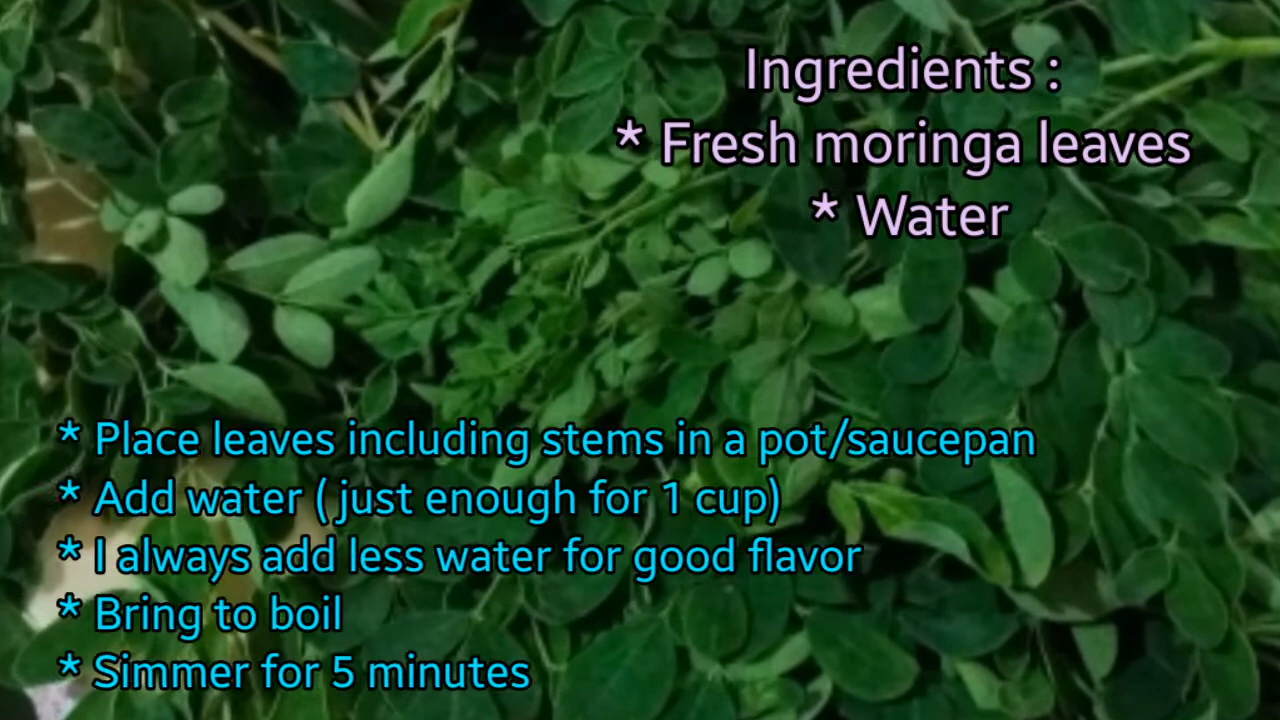 Ingredients :
* Fresh moringa leaves
* Water
* Place leaves including stems in a pot/saucepan
* Add water ( just enough for 1 cup)
* I always add less water for good flavor
* Bring to boil
* Simmer for 5 minutes